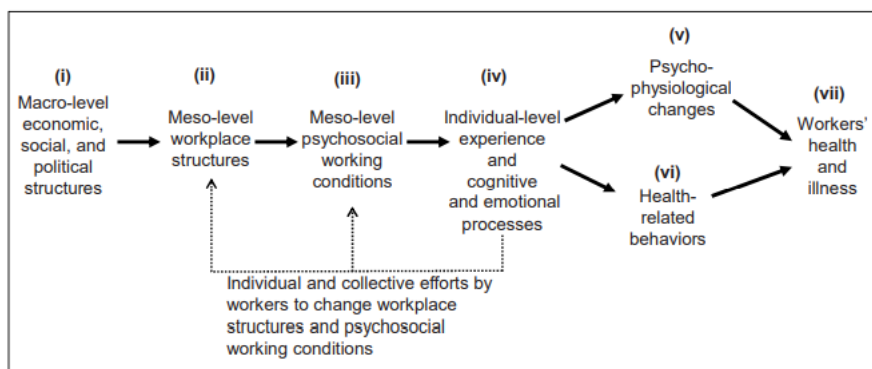 (i)
Macro-level
economic,
social, and
political
structures
(ii)
Meso-level
workplace
structures
(iii)
Meso-level
psychosocial
working
conditions
(iv)
Individual-level
experience
and
cognitive
and emotional
processes
(v)
Psycho-
physiological
changes
(vi)
Health-
related
behaviors
(vii)
Workers’
health
and
illness
Individual and collective efforts by
workers to change workplace
structures and psychosocial
working conditions